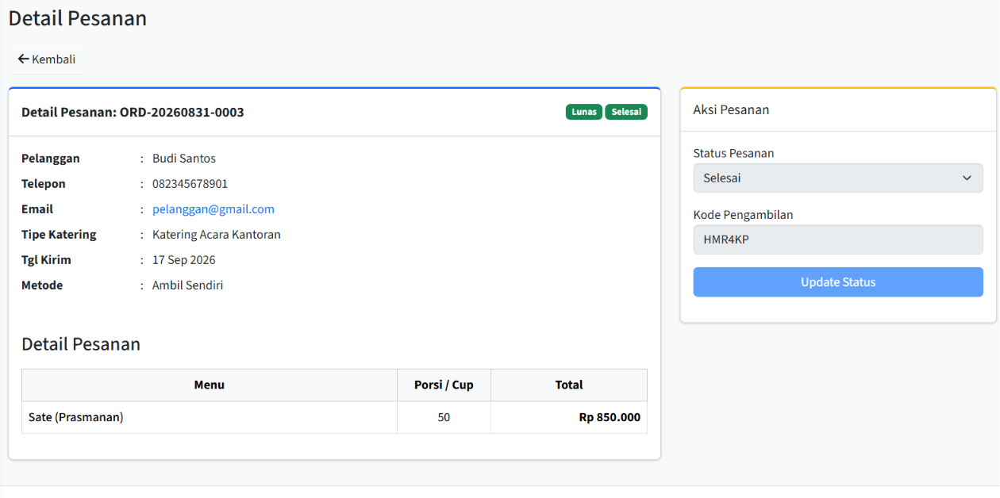 Detail Pesanan
← Kembali
Detail Pesanan: ORD-20260831-0003
Lunas Selesai
Pelanggan : Budi Santos
Telepon : 082345678901
Email : pelanggan@gmail.com
Tipe Katering : Katering Acara Kantoran
Tgl Kirim : 17 Sep 2026
Metode : Ambil Sendiri
Detail Pesanan
Menu Porsi / Cup Total
Sate (Prasmanan) 50 Rp 850.000
Aksi Pesanan
Status Pesanan
Selesai
Kode Pengambilan
HMR4KP
Update Status